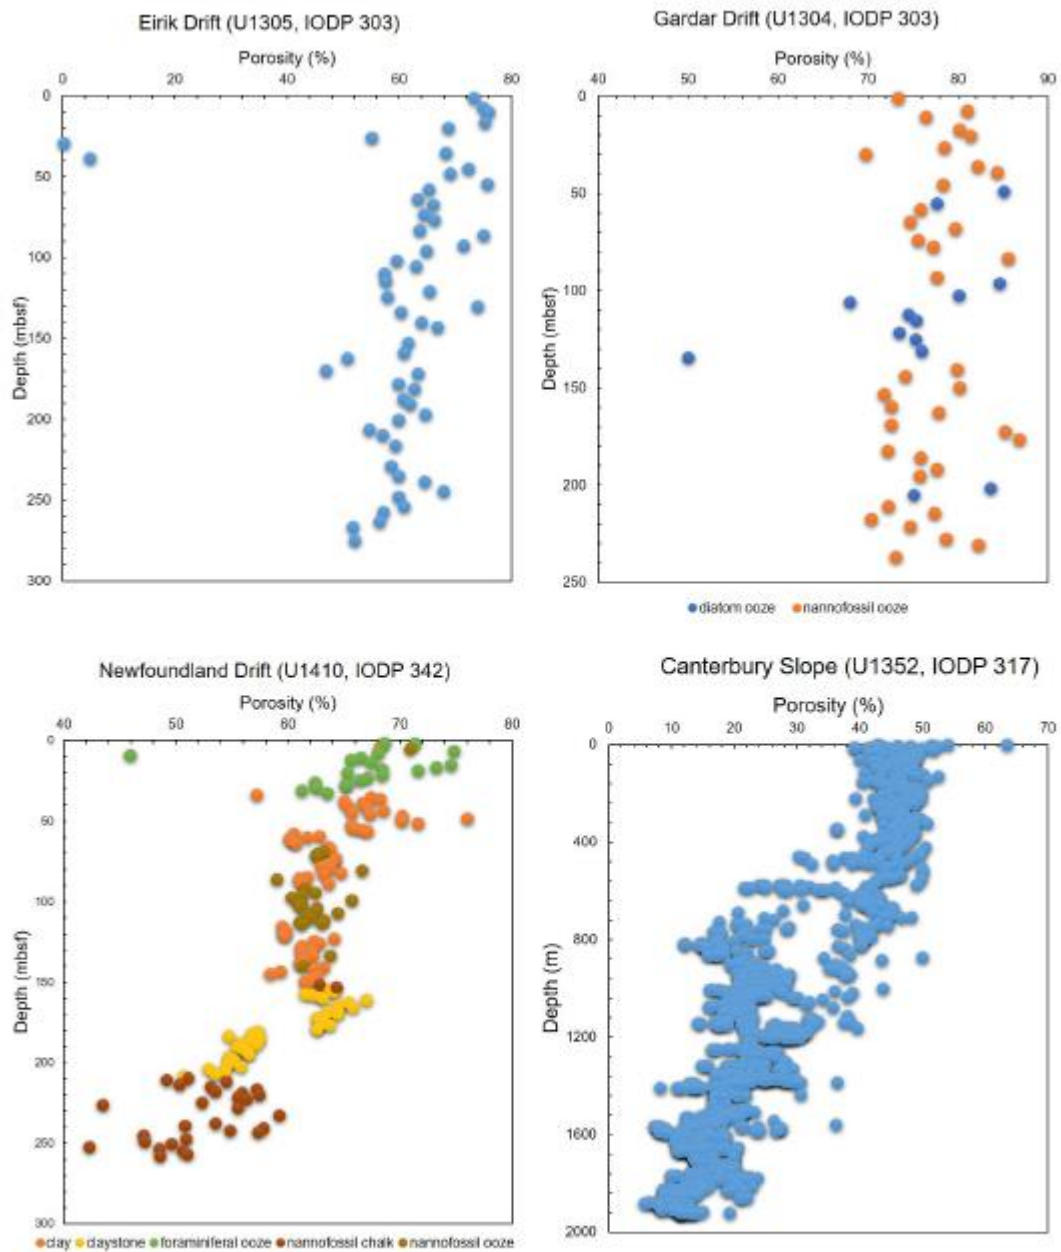 Eirik Drift (U1305, IODP 303)
Porosity (%)
0 20 40 60 80
0
50
100
150
200
250
300
Depth (mbsf)
Gardar Drift (U1304, IODP 303)
Porosity (%)
40 50 60 70 80 90
0
50
100
150
200
250
Depth (mbsf)
diatom ooze nannofossil ooze
Newfoundland Drift (U1410, IODP 342)
Porosity (%)
40 50 60 70 80
0
50
100
150
200
250
300
Depth (mbsf)
clay claystone foraminiferal ooze nannofossil chalk nannofossil ooze
Canterbury Slope (U1352, IODP 317)
Porosity (%)
0 10 20 30 40 50 60 70
0
400
800
1200
1600
2000
Depth (m)